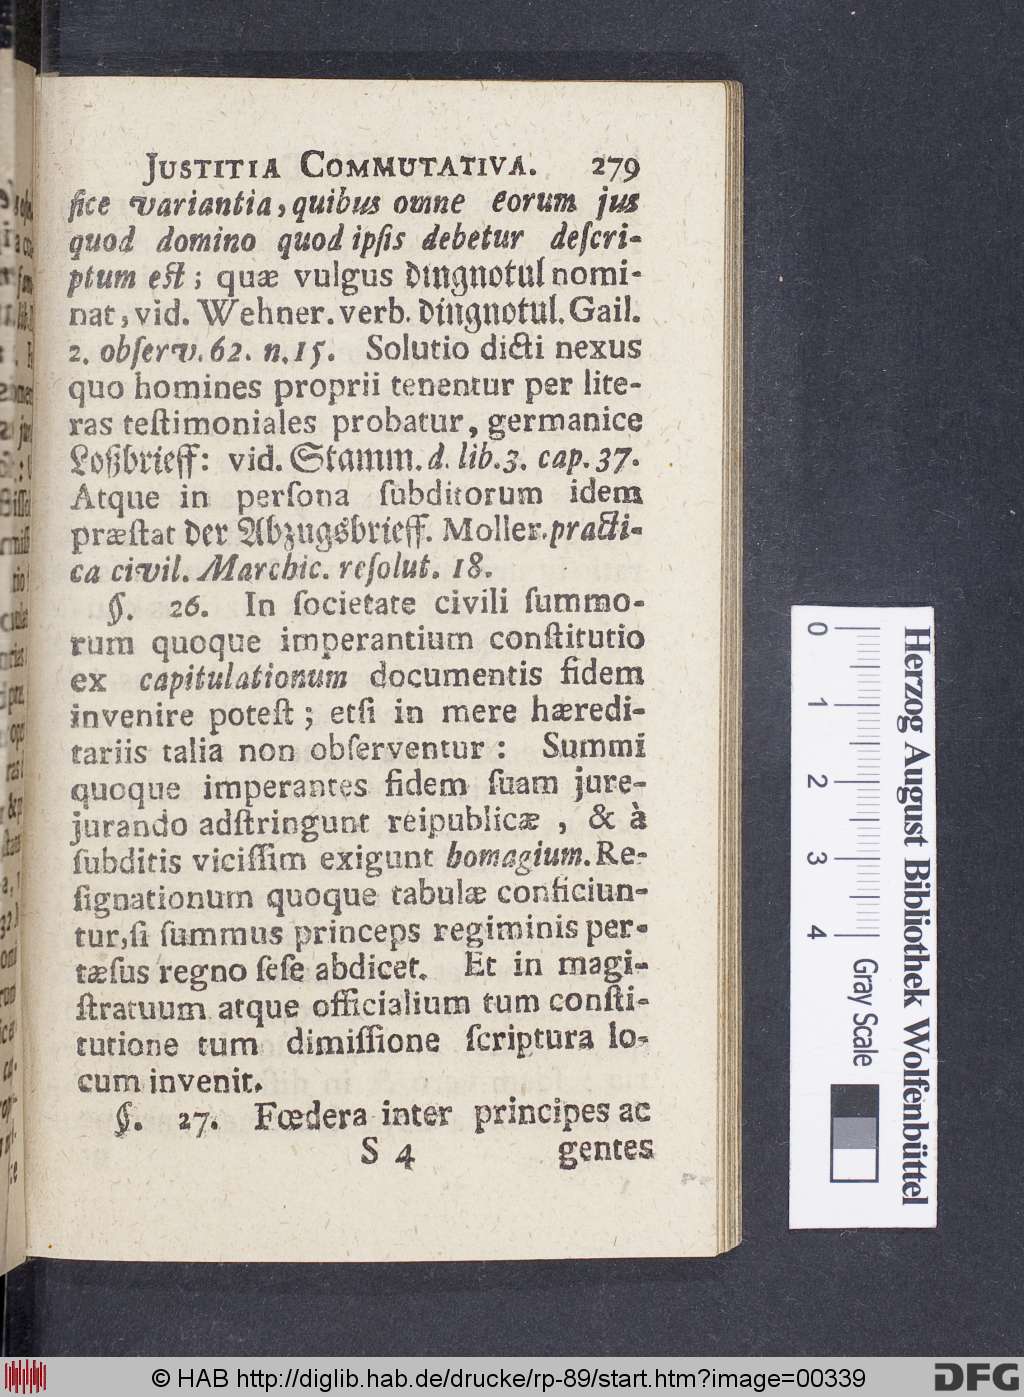 JUSTITIA COMMUTATIVA. 279
fice variantia, quibus omne eorum jus
quod domino quod ipſis debetur deſcri-
ptum eſt; quæ vulgus Dingnotul nomi-
nat, vid. Wehner. verb. Dingnotul. Gail.
2. obſerv. 62. n. 15. Solutio dicti nexus
quo homines proprii tenentur per lite-
ras teſtimoniales probatur, germanice
Loßbrieff: vid. Stamm. d. lib. 3. cap. 37.
Atque in perſona ſubditorum idem
præſtat der Abzugsbrieff. Moller. practi-
ca civil. Marchic. reſolut. 18.
§. 26. In ſocietate civili ſummo-
rum quoque imperantium conſtitutio
ex capitulationum documentis fidem
invenire poteſt; etſi in mere hæredi-
tariis talia non obſerventur: Summi
quoque imperantes fidem ſuam jure-
jurando adſtringunt reipublicæ, & à
ſubditis viciſſim exigunt homagium. Re-
ſignationum quoque tabulæ conficiun-
tur, ſi ſummus princeps regiminis per-
tæſus regno ſeſe abdicet. Et in magi-
ſtratuum atque officialium tum conſti-
tutione tum dimiſſione ſcriptura lo-
cum invenit.
§. 27. Fœdera inter principes ac
S 4 gentes
0 1 2 3 4
Gray Scale
Herzog August Bibliothek Wolfenbüttel
© HAB http://diglib.hab.de/drucke/rp-89/start.htm?image=00339
DFG